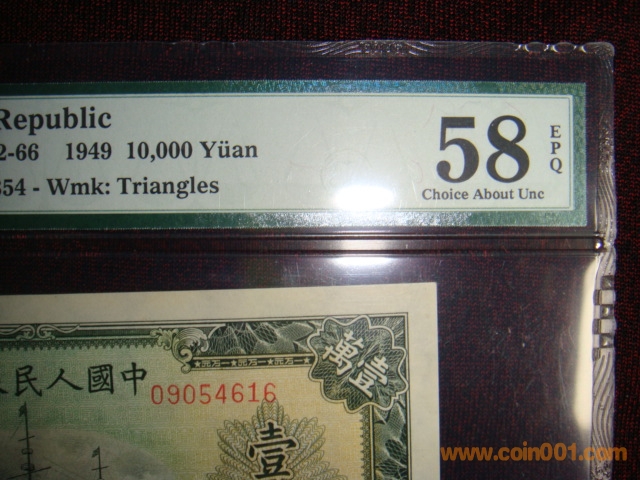 Republic
2-66 1949 10,000 Yüan
354 - Wmk: Triangles
58
EPQ
Choice About Unc
民人國中
09054616
壹萬
壹
www.coin001.com